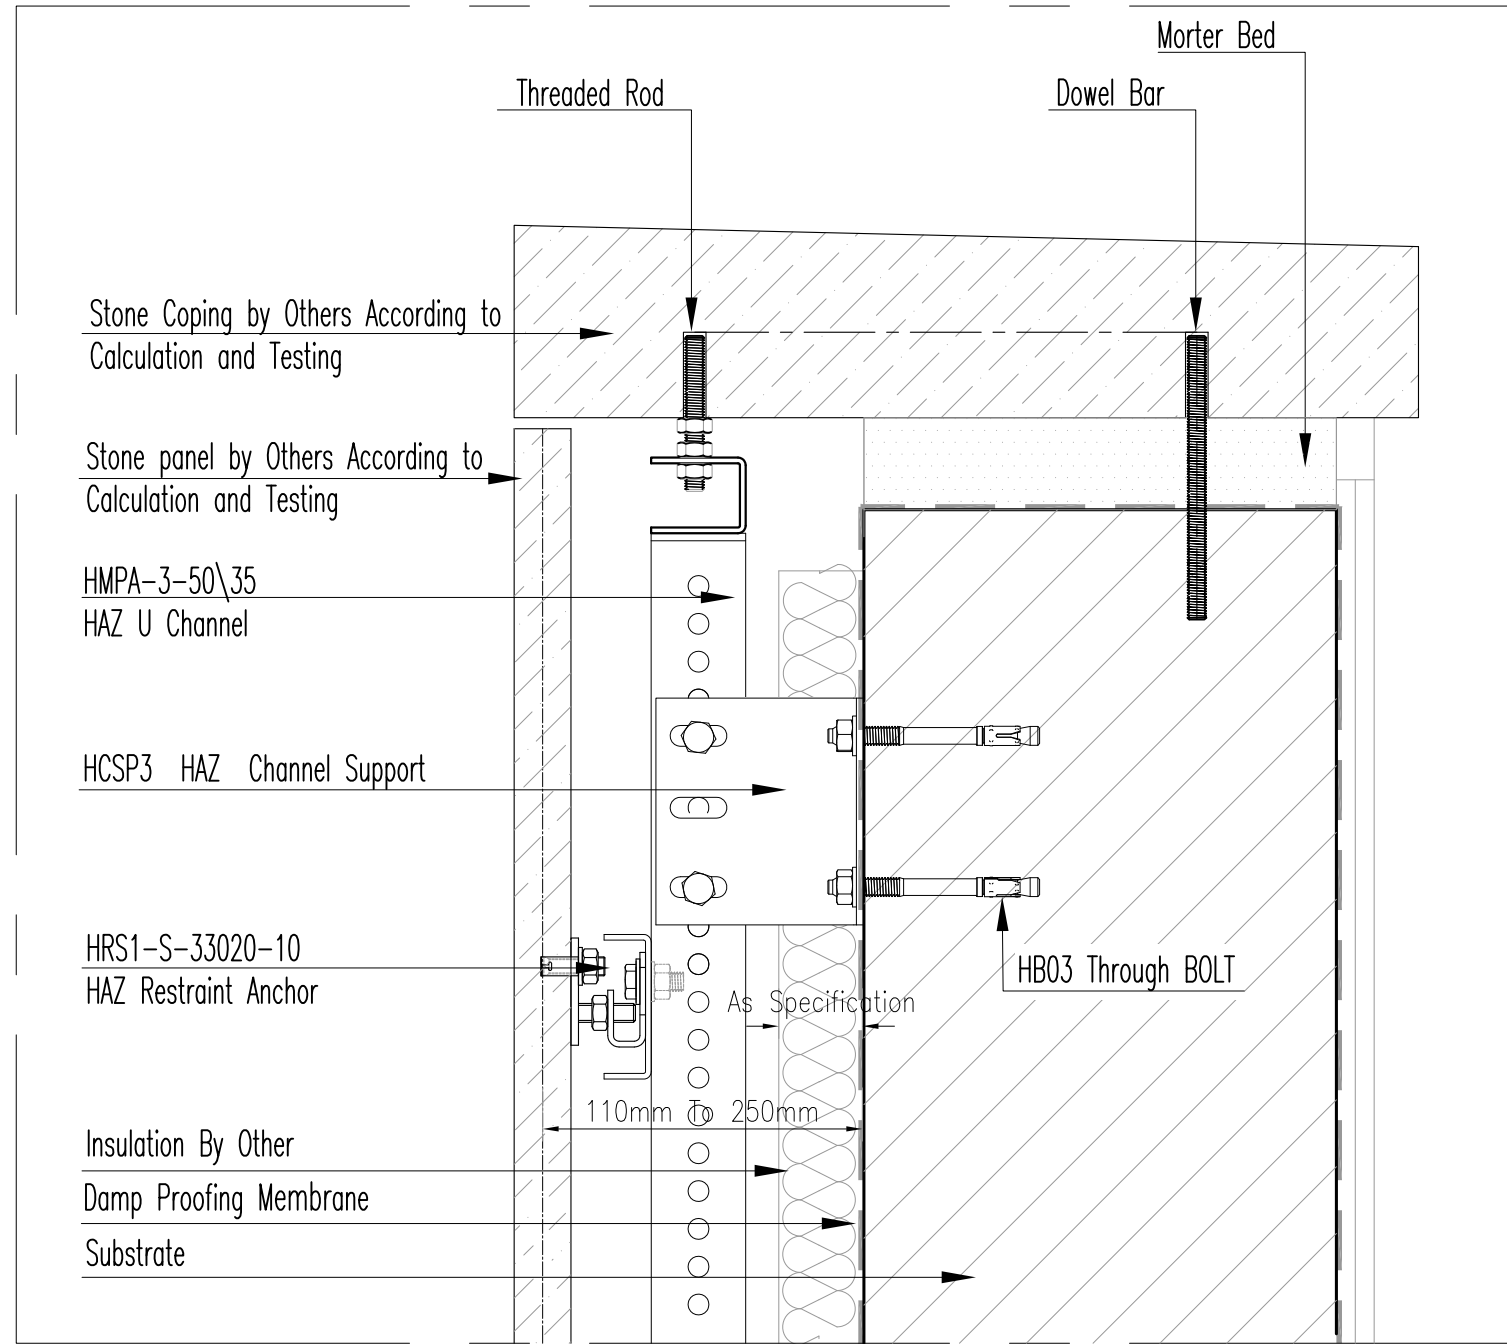 Morter Bed
Threaded Rod
Dowel Bar
Stone Coping by Others According to
Calculation and Testing
Stone panel by Others According to
Calculation and Testing
HMPA-3-50\35
HAZ U Channel
HCSP3 HAZ Channel Support
HRS1-S-33020-10
HAZ Restraint Anchor
HB03 Through BOLT
As Specification
110mm To 250mm
Insulation By Other
Damp Proofing Membrane
Substrate